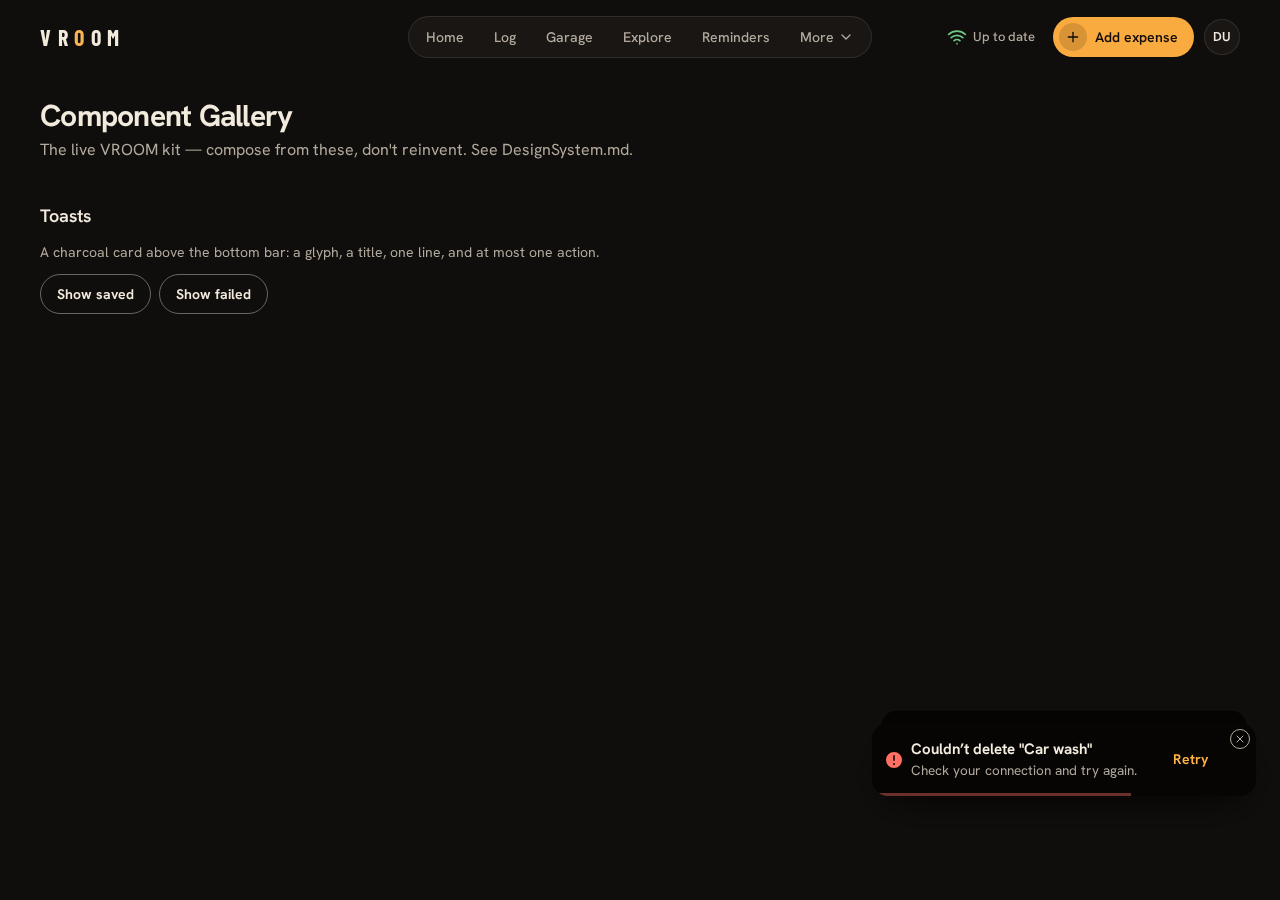 VROOM
Home Log Garage Explore Reminders More
Up to date
Add expense
DU
Component Gallery
The live VROOM kit — compose from these, don't reinvent. See DesignSystem.md.
Toasts
A charcoal card above the bottom bar: a glyph, a title, one line, and at most one action.
Show saved
Show failed
Couldn’t delete "Car wash"
Check your connection and try again.
Retry